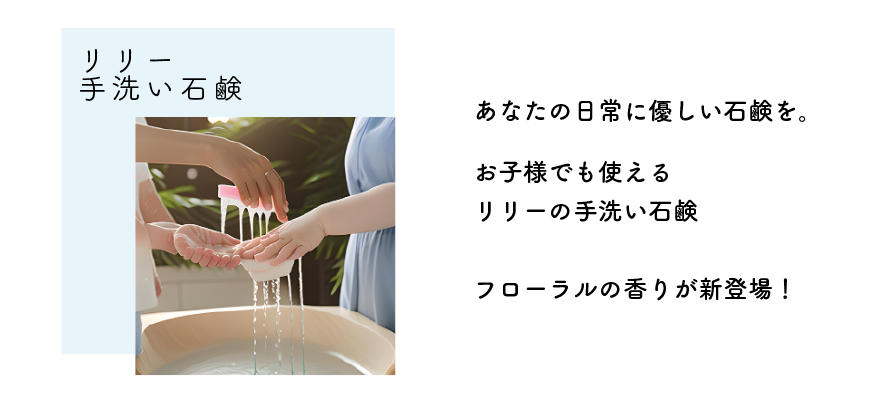 リリー
手洗い石鹸
あなたの日常に優しい石鹸を。
お子様でも使える
リリーの手洗い石鹸
フローラルの香りが新登場！